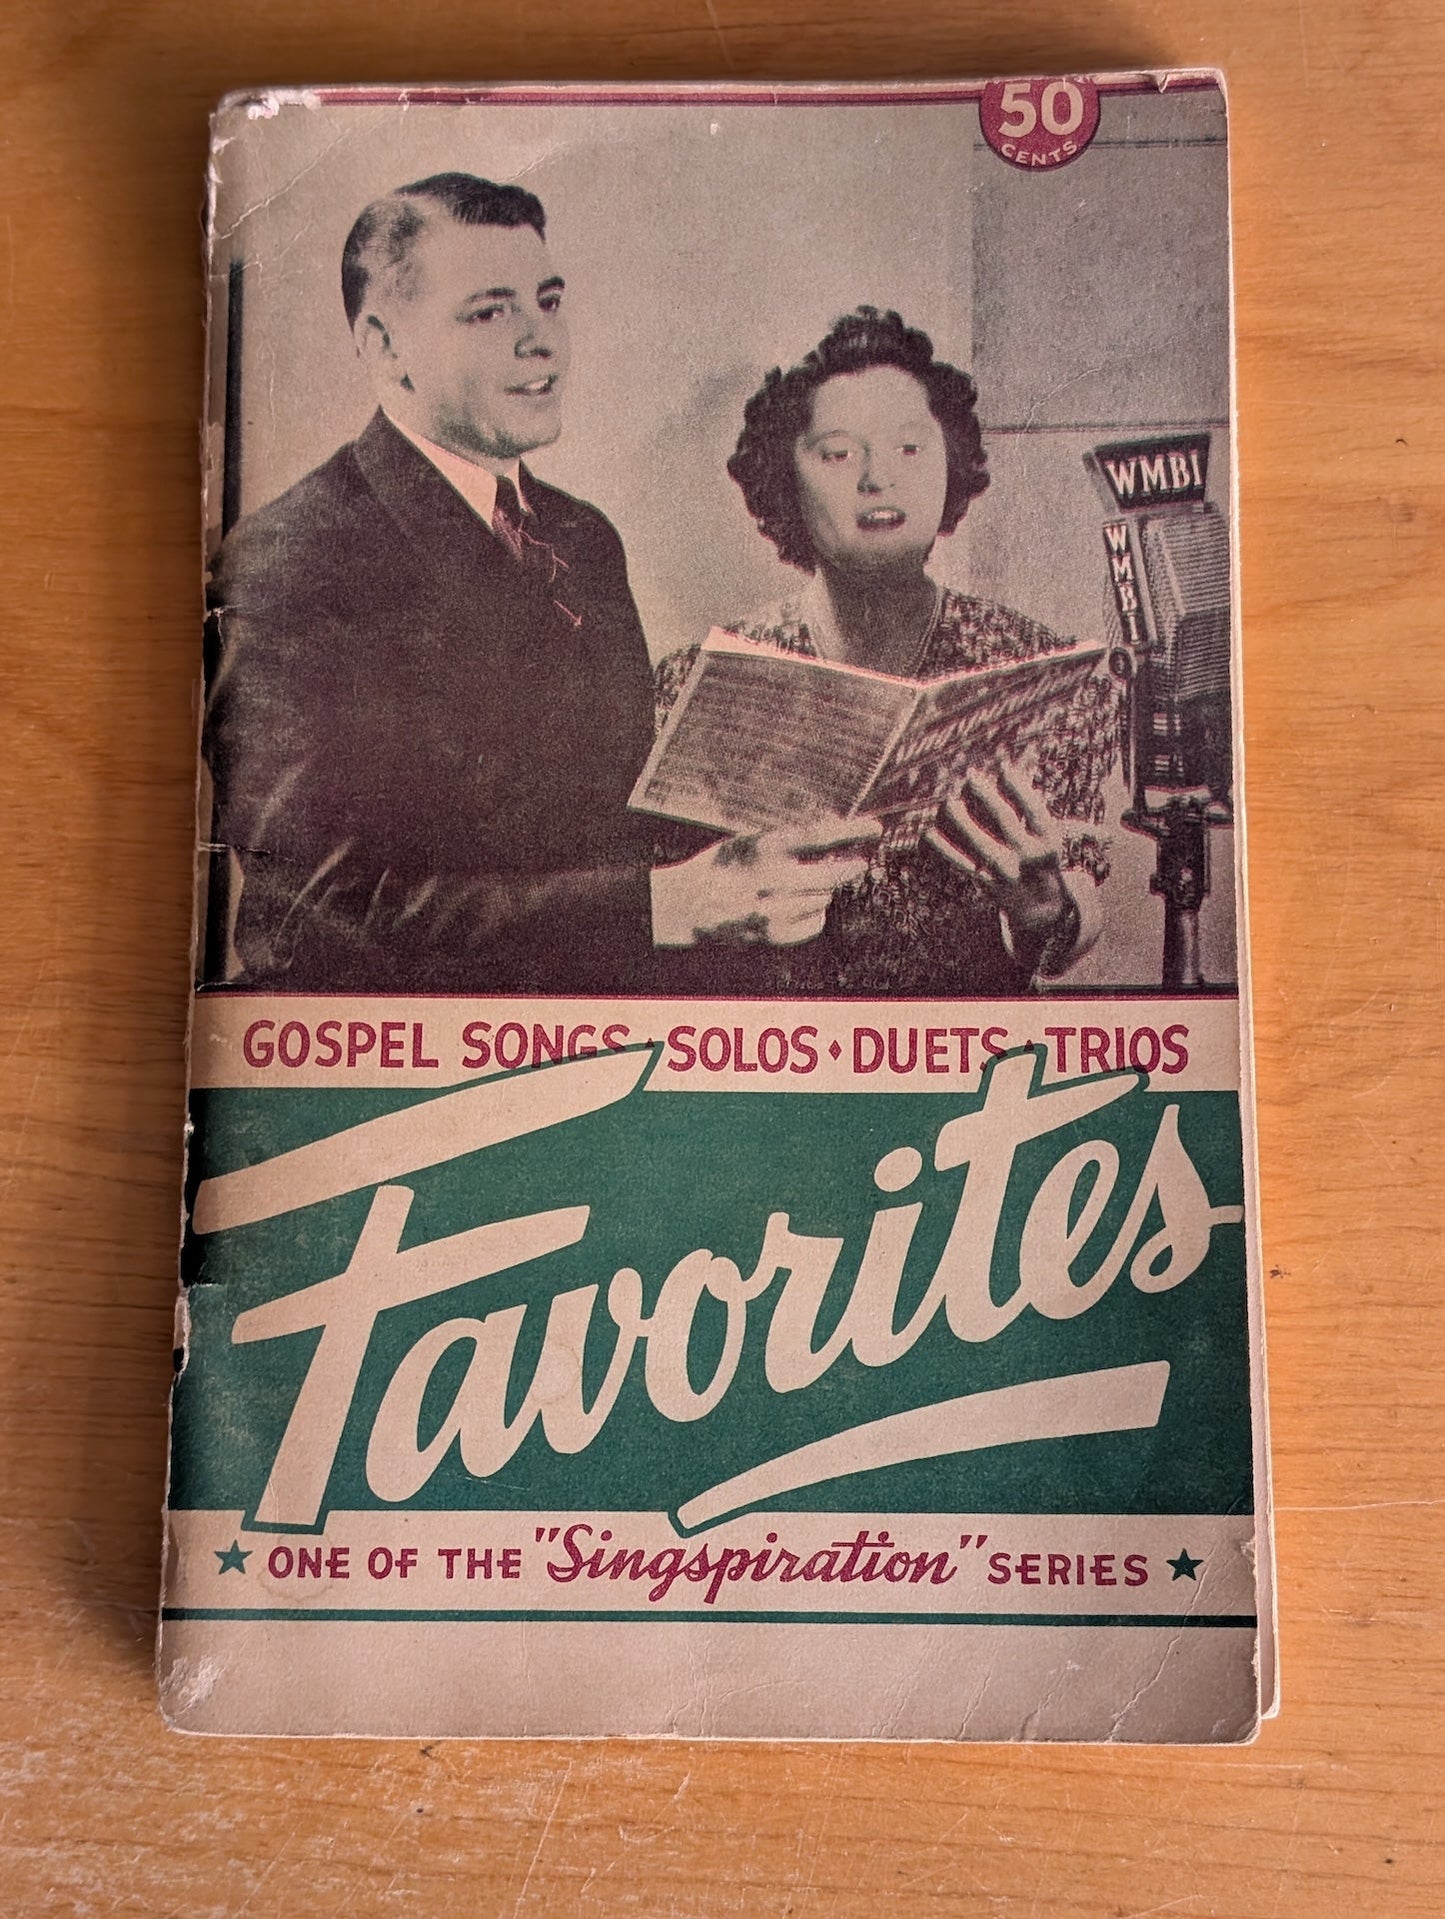 50
CENTS
WMBI
WMBI
GOSPEL SONGS · SOLOS · DUETS · TRIOS
Favorites
★ ONE OF THE "Singspiration" SERIES ★